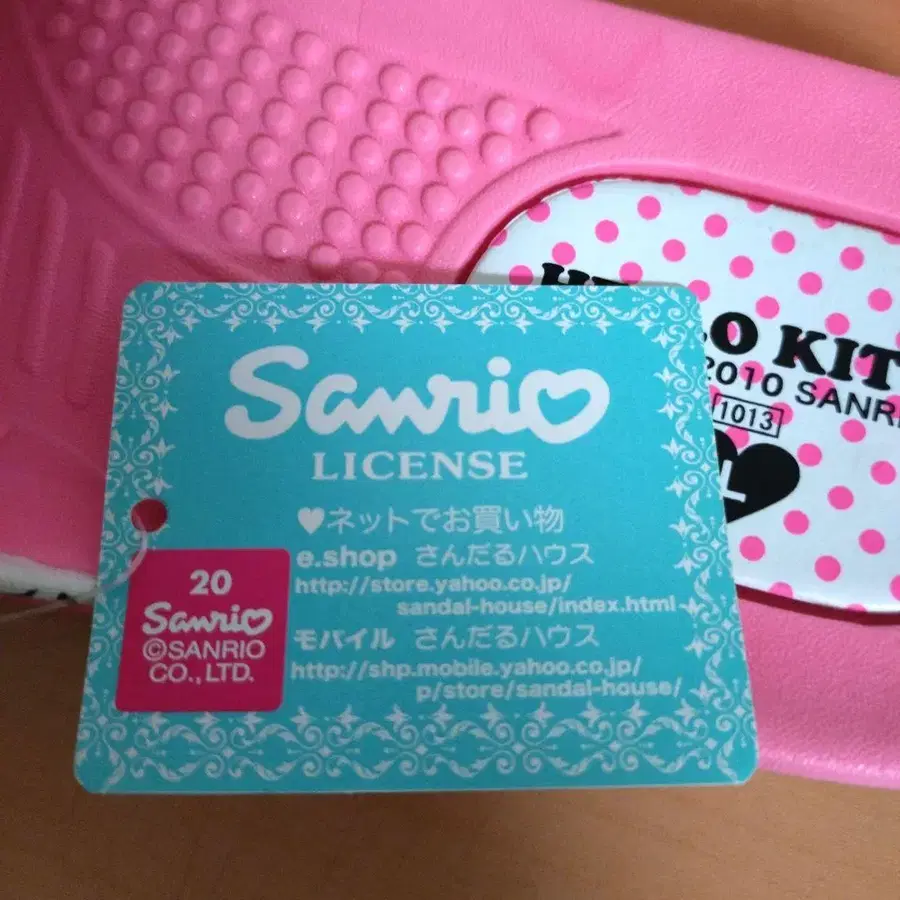 Sanrio
LICENSE
♥ネットでお買い物
e.shop さんだるハウス
http://store.yahoo.co.jp/
sandal-house/index.html
モバイル さんだるハウス
http://shp.mobile.yahoo.co.jp/
p/store/sandal-house/
20
Sanrio
©SANRIO
CO.,LTD.
KIT
2010 SANRI
1013
L